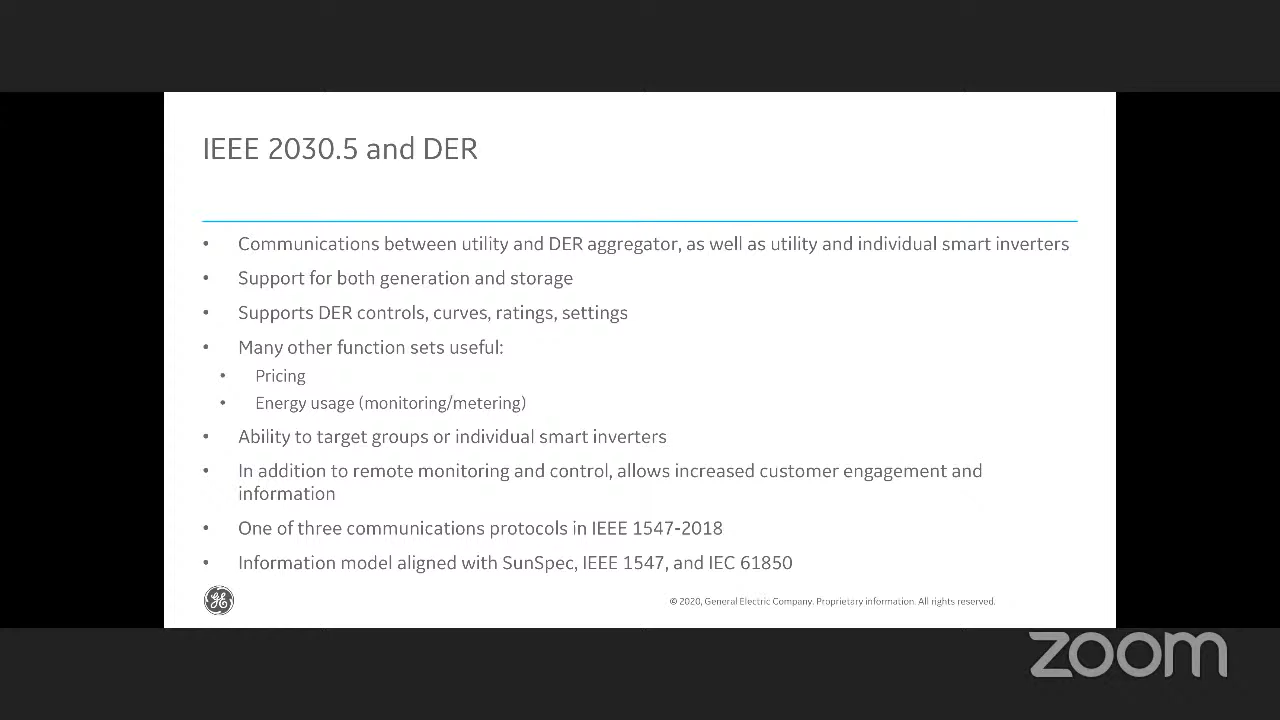 IEEE 2030.5 and DER
• Communications between utility and DER aggregator, as well as utility and individual smart inverters
• Support for both generation and storage
• Supports DER controls, curves, ratings, settings
• Many other function sets useful:
• Pricing
• Energy usage (monitoring/metering)
• Ability to target groups or individual smart inverters
• In addition to remote monitoring and control, allows increased customer engagement and
information
• One of three communications protocols in IEEE 1547-2018
• Information model aligned with SunSpec, IEEE 1547, and IEC 61850
GE
© 2020, General Electric Company. Proprietary information. All rights reserved.
zoom